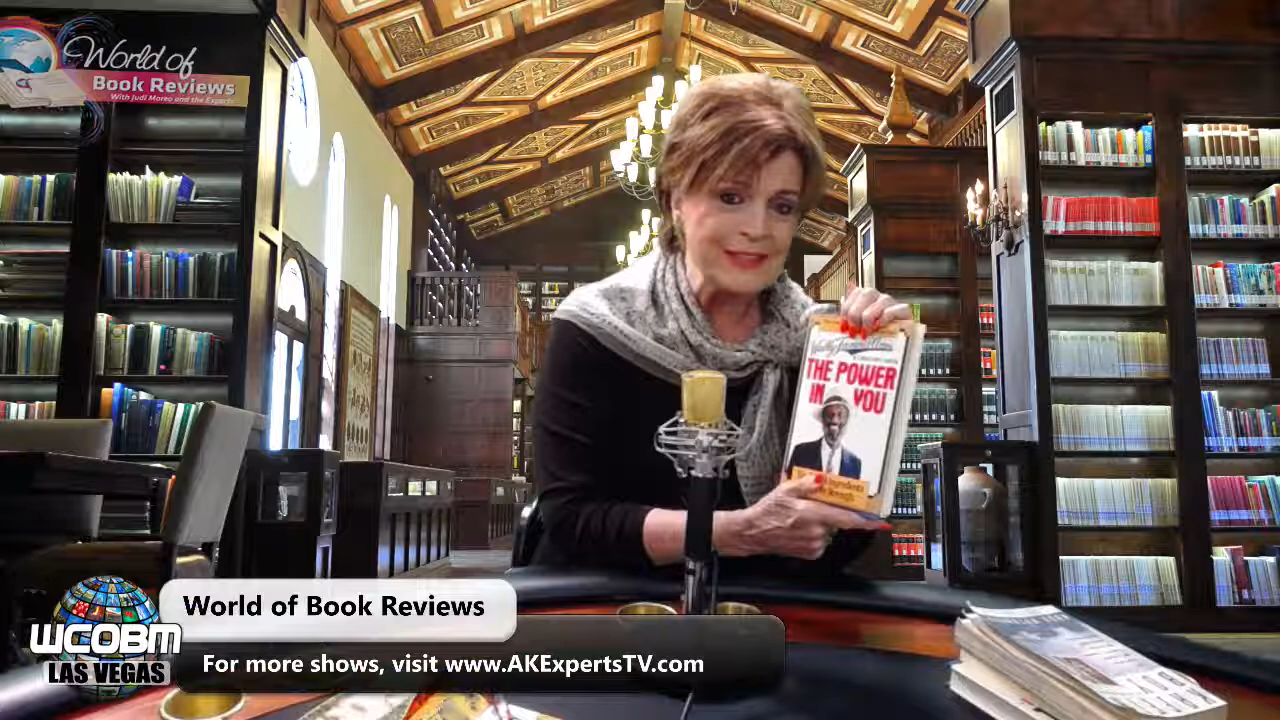 World of
Book Reviews
With Judi Moreo and the Experts
THE POWER
IN YOU
WCOBM
LAS VEGAS
World of Book Reviews
For more shows, visit www.AKExpertsTV.com